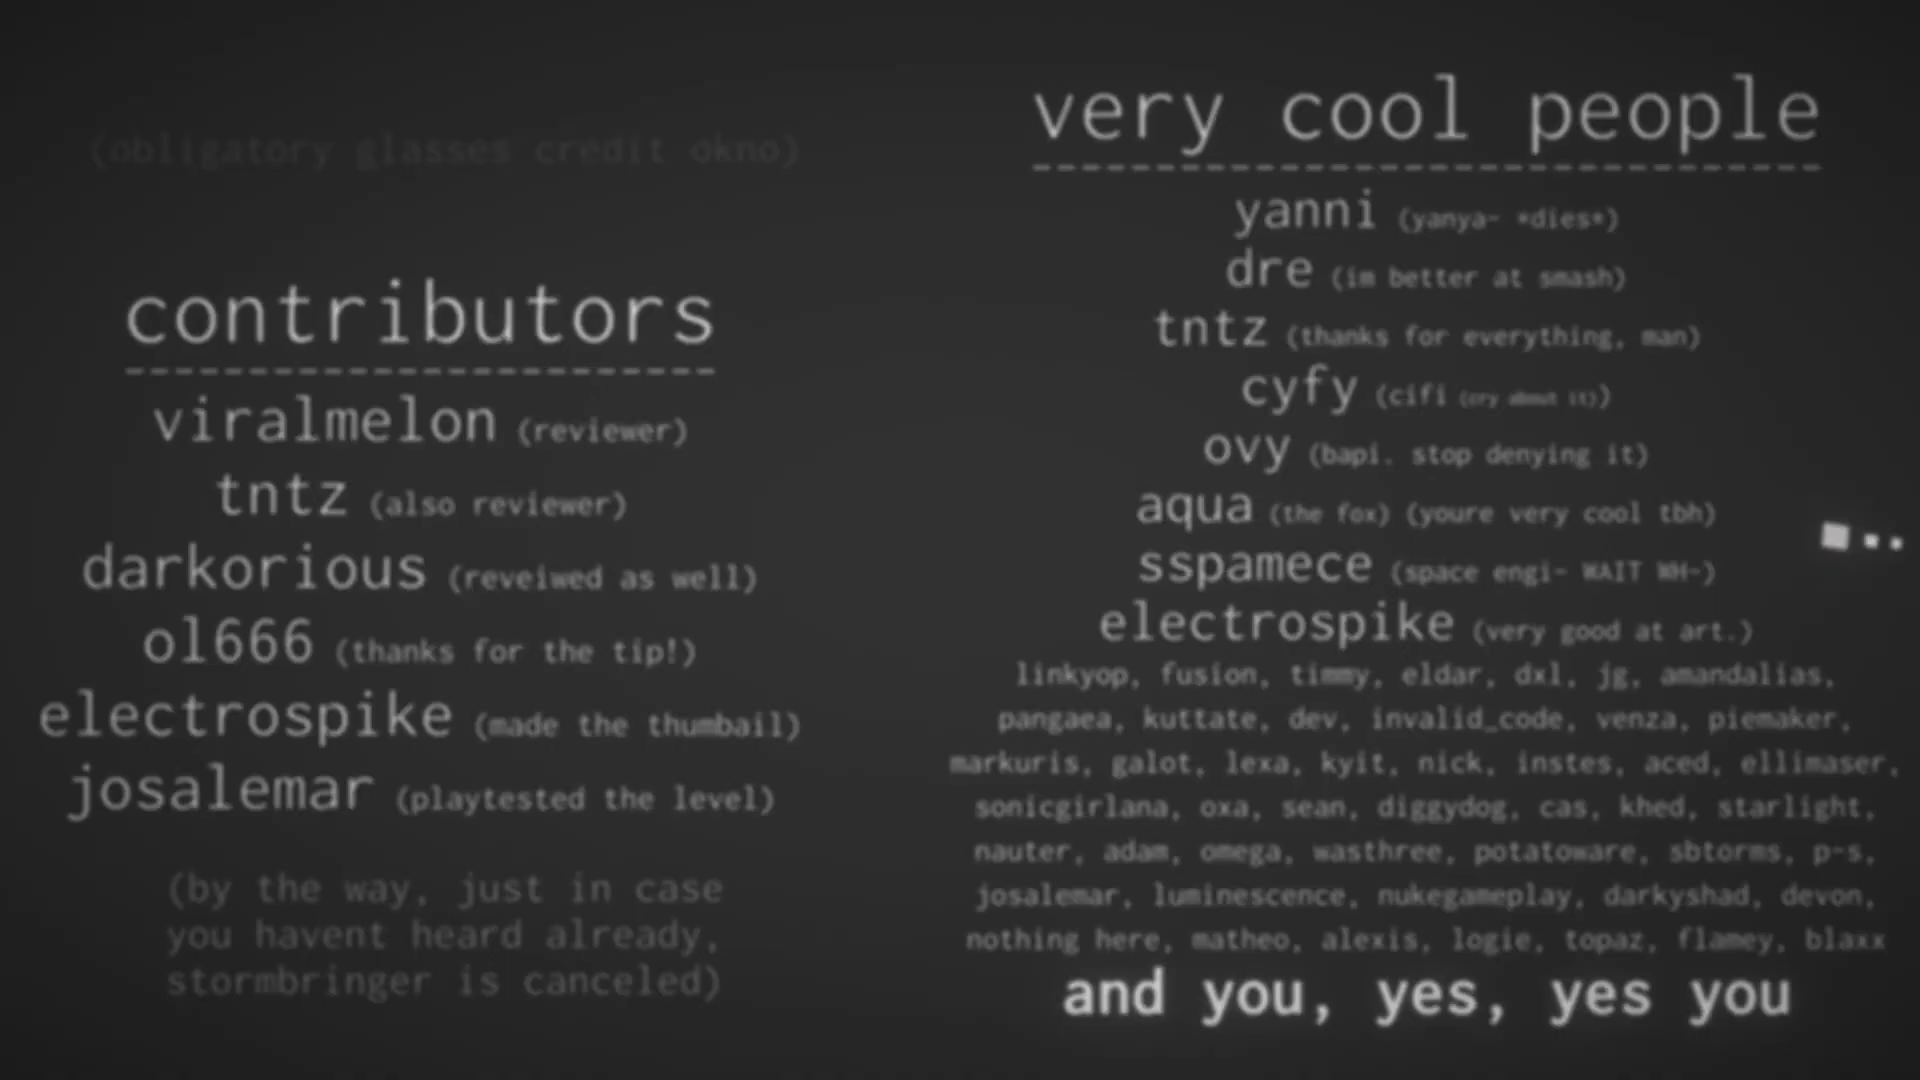 (obligatory glasses credit okno)
contributors
viralmelon (reviewer)
tntz (also reviewer)
darkorious (reveiwed as well)
ol666 (thanks for the tip!)
electrospike (made the thumbail)
josalemar (playtested the level)
(by the way, just in case
you havent heard already,
stormbringer is canceled)
very cool people
yanni (yanya- *dies*)
dre (im better at smash)
tntz (thanks for everything, man)
cyfy (cifi (cry about it))
ovy (bapi. stop denying it)
aqua (the fox) (youre very cool tbh)
sspamece (space engi- WAIT WH-)
electrospike (very good at art.)
linkyop, fusion, timmy, eldar, dxl, jg, amandalias,
pangaea, kuttate, dev, invalid_code, venza, piemaker,
markuris, galot, lexa, kyit, nick, instes, aced, ellimaser,
sonicgirlana, oxa, sean, diggydog, cas, khed, starlight,
nauter, adam, omega, wasthree, potatoware, sbtorms, p-s,
josalemar, luminescence, nukegameplay, darkyshad, devon,
nothing here, matheo, alexis, logie, topaz, flamey, blaxx
and you, yes, yes you